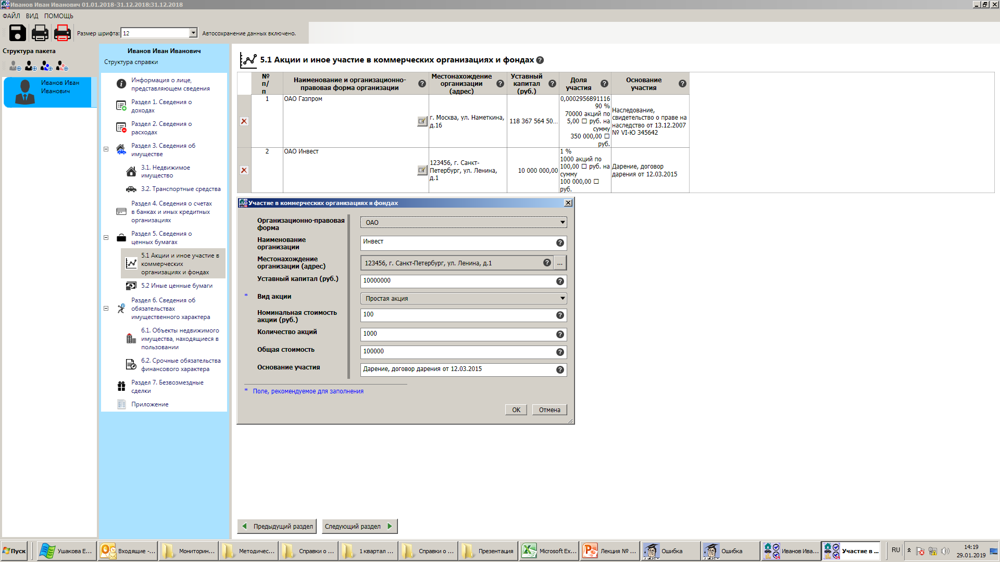 Иванов Иван Иванович 01.01.2018-31.12.2018:31.12.2018
ФАЙЛ ВИД ПОМОЩЬ
Размер шрифта: 12 Автосохранение данных включено.
Структура пакета
Иванов Иван
Иванович
Иванов Иван Иванович
Структура справки
Информация о лице,
представляющем сведения
Раздел 1. Сведения о
доходах
Раздел 2. Сведения о
расходах
Раздел 3. Сведения об
имуществе
3.1. Недвижимое
имущество
3.2. Транспортные средства
Раздел 4. Сведения о счетах
в банках и иных кредитных
организациях
Раздел 5. Сведения о
ценных бумагах
5.1 Акции и иное участие в
коммерческих
организациях и фондах
5.2 Иные ценные бумаги
Раздел 6. Сведения об
обязательствах
имущественного характера
6.1. Объекты недвижимого
имущества, находящиеся в
пользовании
6.2. Срочные обязательства
финансового характера
Раздел 7. Безвозмездные
сделки
Приложение
5.1 Акции и иное участие в коммерческих организациях и фондах
№
п/
п
Наименование и организационно-
правовая форма организации
Местонахождение
организации
(адрес)
Уставный
капитал
(руб.)
Доля
участия
Основание
участия
1
ОАО Газпром
г. Москва, ул. Наметкина,
д.16
118 367 564 50...
0,0002956891116
90 %
70000 акций по
5,00 □ руб. на
сумму
350 000,00 □
руб.
Наследование,
свидетельство о праве на
наследство от 13.12.2007
№ VI-Ю 345642
2
ОАО Инвест
123456, г. Санкт-
Петербург, ул. Ленина,
д.1
10 000 000,00
1 %
1000 акций по
100,00 □ руб. на
сумму
100 000,00 □
руб.
Дарение, договор
дарения от 12.03.2015
Участие в коммерческих организациях и фондах
Организационно-правовая
форма
ОАО
Наименование
организации
Инвест
Местонахождение
организации (адрес)
123456, г. Санкт-Петербург, ул. Ленина, д.1
...
Уставный капитал (руб.)
10000000
* Вид акции
Простая акция
Номинальная стоимость
акции (руб.)
100
Количество акций
1000
Общая стоимость
100000
Основание участия
Дарение, договор дарения от 12.03.2015
* Поле, рекомендуемое для заполнения
OK Отмена
Предыдущий раздел Следующий раздел
Пуск Ушакова Е... Входящие -... Мониторин... Методичес... Справки о ... 1 квартал ... Справки о ... Презентация Microsoft Ex... Лекция № ... Ошибка Ошибка Иванов Ива... Участие в ... RU 14:19
29.01.2019